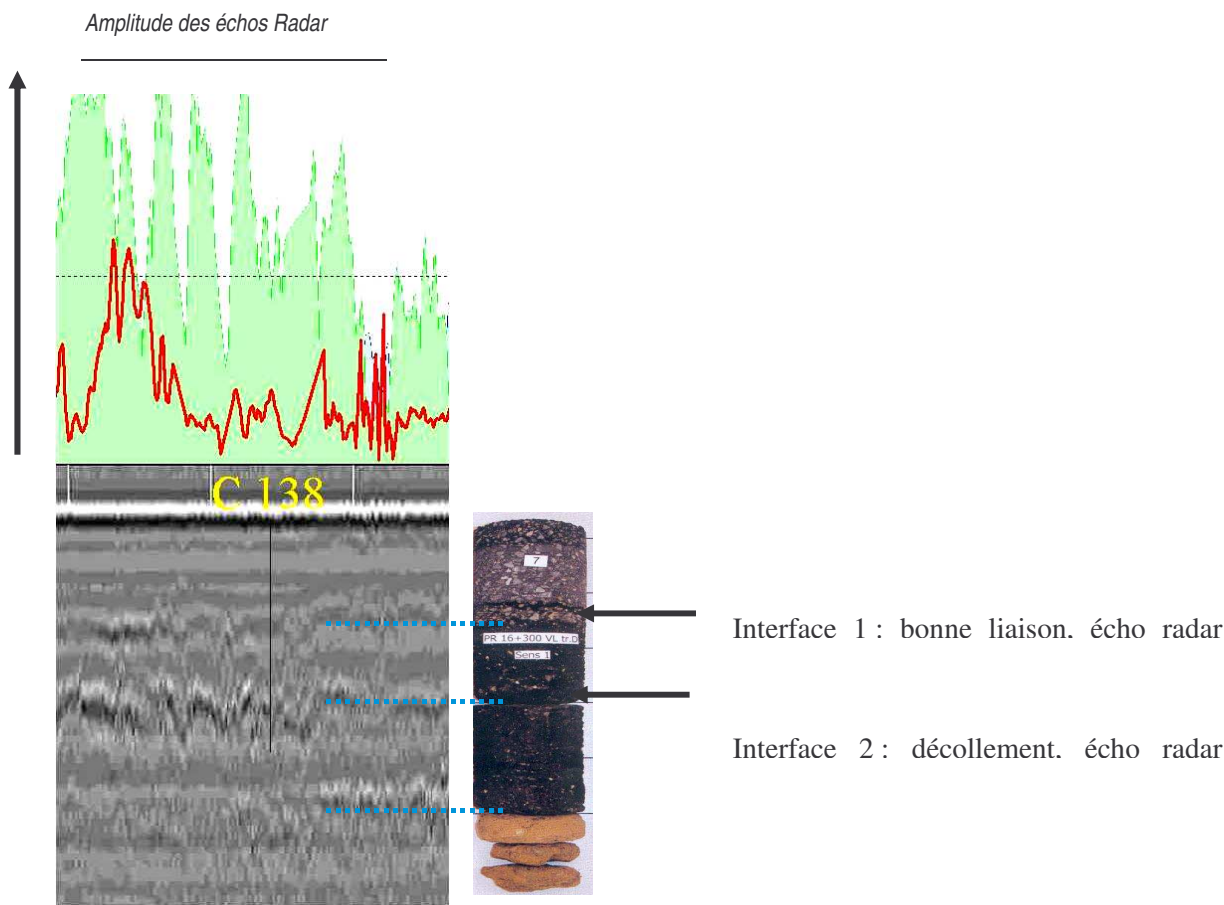 Amplitude des échos Radar
C 138
7
PR 16+300 VL tr.D
Sens 1
Interface 1 : bonne liaison, écho radar
Interface 2 : décollement, écho radar